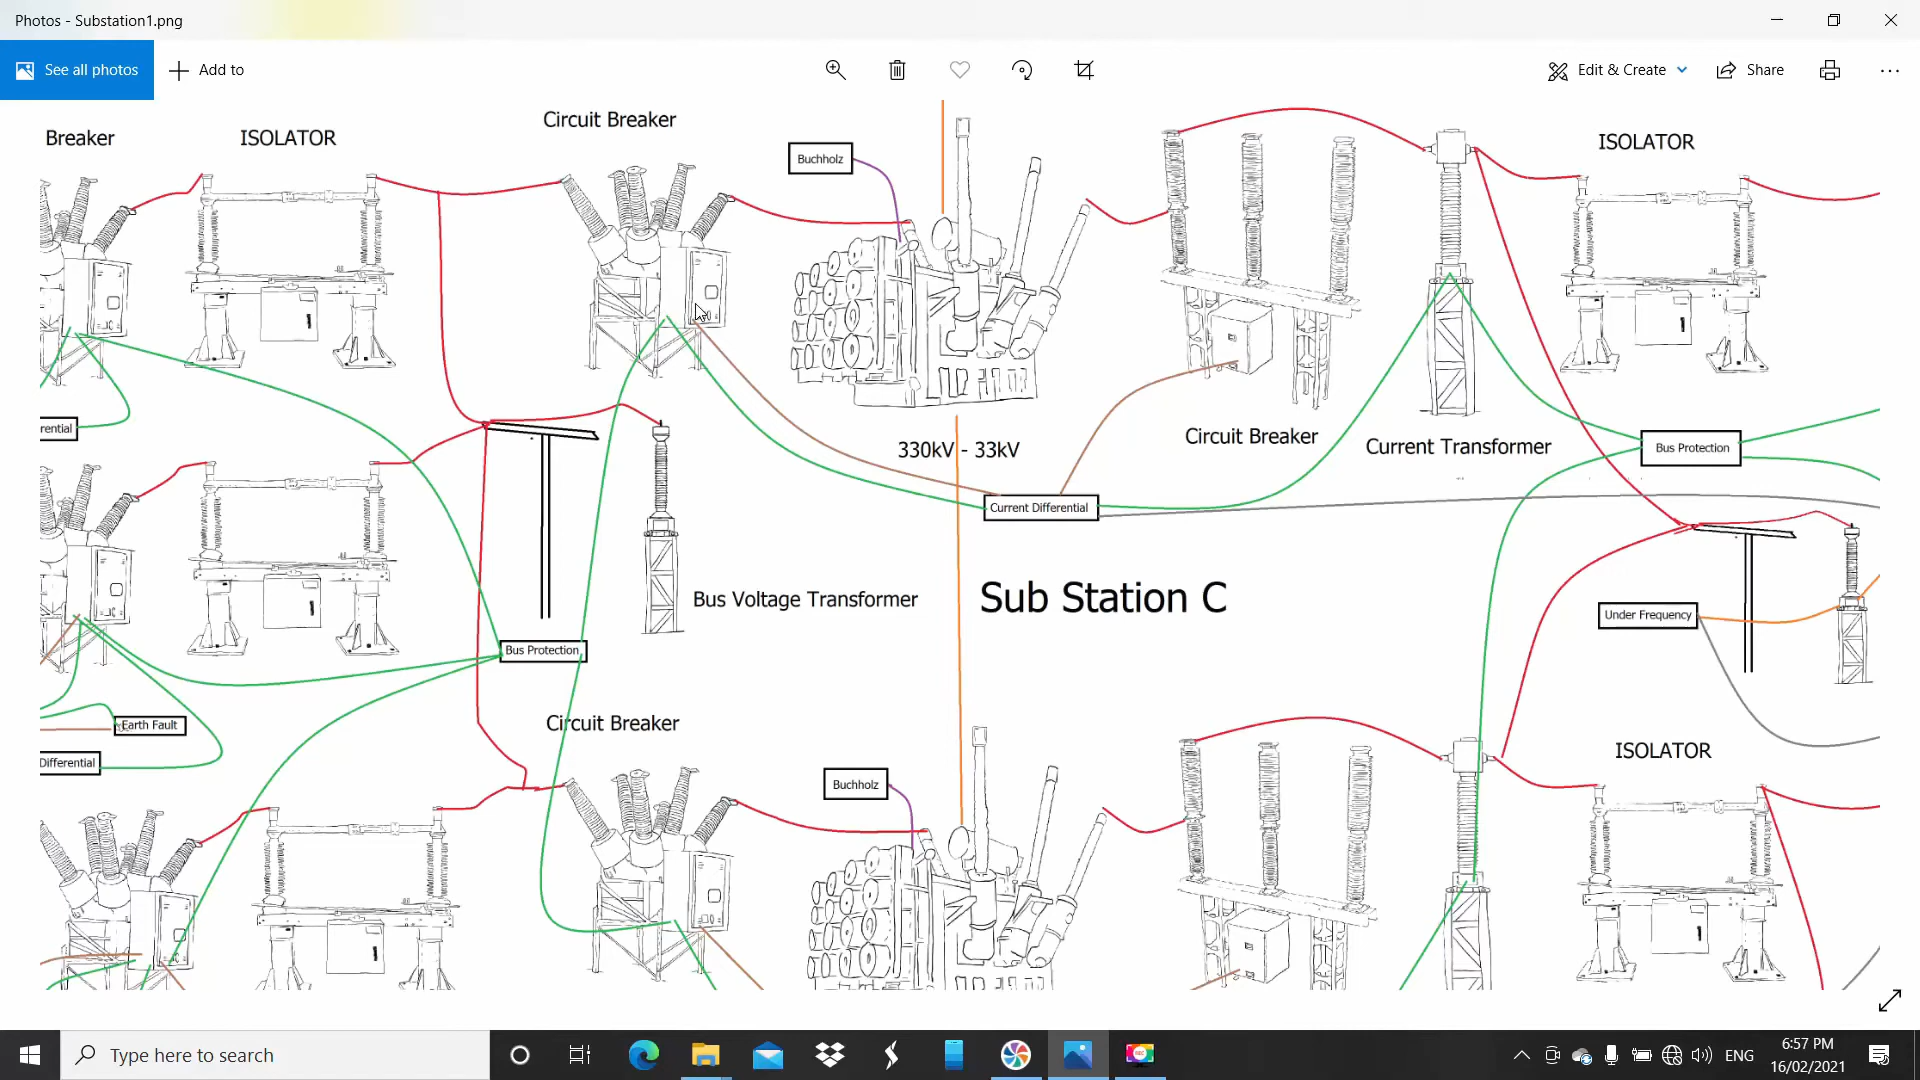 Photos - Substation1.png
See all photos
Add to
Edit & Create
Share
Circuit Breaker
Breaker
ISOLATOR
ISOLATOR
Buchholz
rential
330kV - 33kV
Circuit Breaker
Current Transformer
Bus Protection
Current Differential
Bus Voltage Transformer
Sub Station C
Under Frequency
Bus Protection
Earth Fault
Circuit Breaker
Differential
ISOLATOR
Buchholz
Type here to search
ENG
6:57 PM
16/02/2021